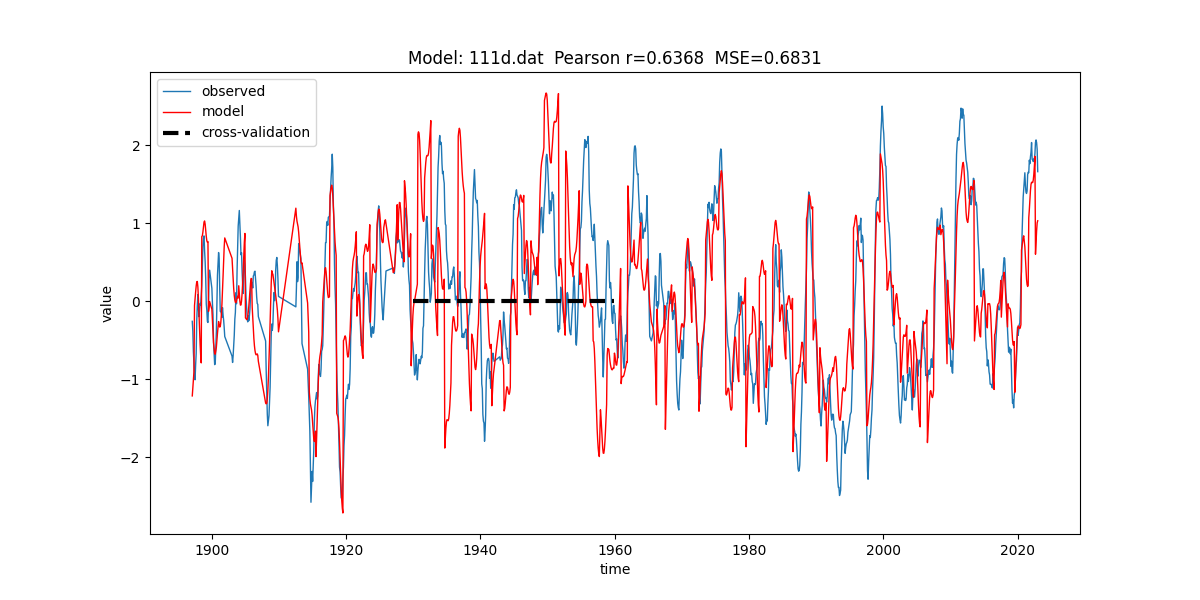 Model: 111d.dat  Pearson r=0.6368  MSE=0.6831
observed
model
cross-validation
value
2
1
0
−1
−2
1900 1920 1940 1960 1980 2000 2020
time